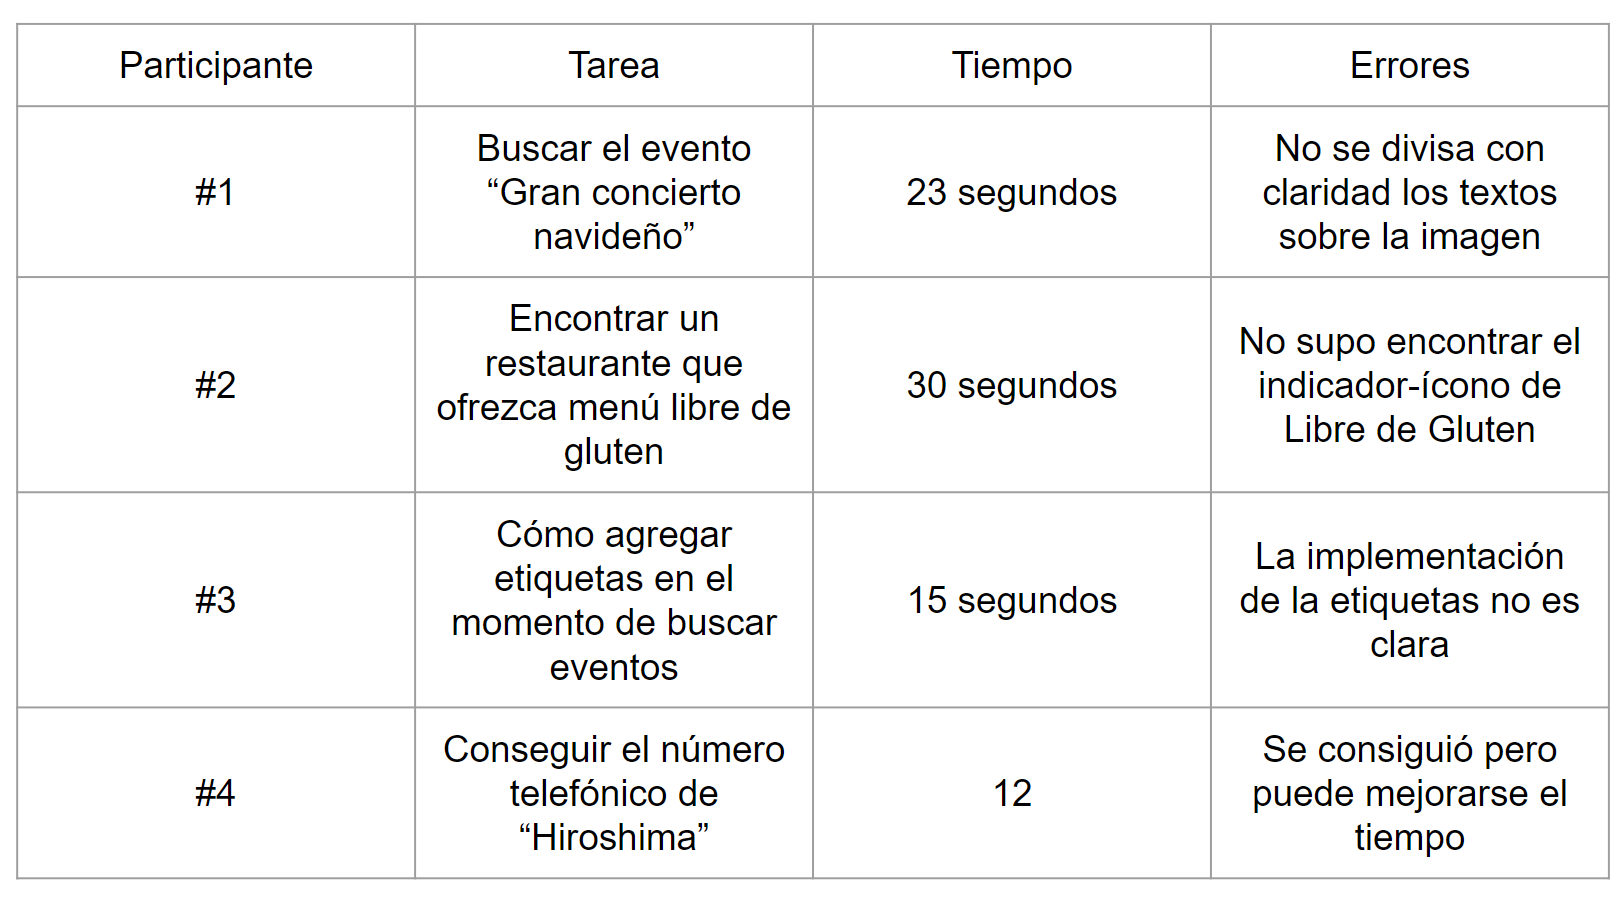 Participante
Tarea
Tiempo
Errores
#1
Buscar el evento
“Gran concierto
navideño”
23 segundos
No se divisa con
claridad los textos
sobre la imagen
#2
Encontrar un
restaurante que
ofrezca menú libre de
gluten
30 segundos
No supo encontrar el
indicador-ícono de
Libre de Gluten
#3
Cómo agregar
etiquetas en el
momento de buscar
eventos
15 segundos
La implementación
de la etiquetas no es
clara
#4
Conseguir el número
telefónico de
“Hiroshima”
12
Se consiguió pero
puede mejorarse el
tiempo